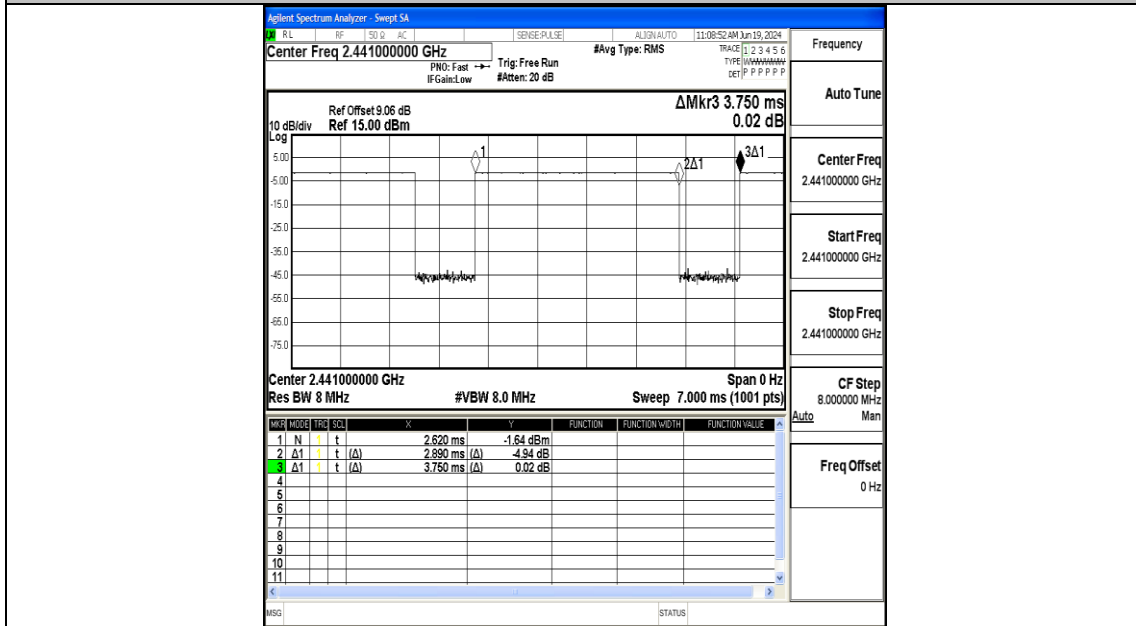 Agilent Spectrum Analyzer - Swept SA
RL RF 50 Ω AC SENSE:PULSE ALIGNAUTO 11:08:52 AM Jun 19, 2024
Center Freq 2.441000000 GHz
#Avg Type: RMS
TRACE 1 2 3 4 5 6
TYPE
DET P P P P P P
PNO: Fast
IFGain:Low
Trig: Free Run
#Atten: 20 dB
ΔMkr3 3.750 ms
0.02 dB
Ref Offset 9.06 dB
10 dB/div Ref 15.00 dBm
Log
1
2Δ1
3Δ1
5.00
-5.00
-15.0
-25.0
-35.0
-45.0
-55.0
-65.0
-75.0
Center 2.441000000 GHz Span 0 Hz
Res BW 8 MHz #VBW 8.0 MHz Sweep 7.000 ms (1001 pts)
MKR MODE TRC SCL X Y FUNCTION FUNCTION WIDTH FUNCTION VALUE
1 N 1 t 2.620 ms -1.64 dBm
2 Δ1 1 t (Δ) 2.890 ms (Δ) -4.94 dB
3 Δ1 1 t (Δ) 3.750 ms (Δ) 0.02 dB
4
5
6
7
8
9
10
11
MSG STATUS
Frequency
Auto Tune
Center Freq
2.441000000 GHz
Start Freq
2.441000000 GHz
Stop Freq
2.441000000 GHz
CF Step
8.000000 MHz
Auto Man
Freq Offset
0 Hz